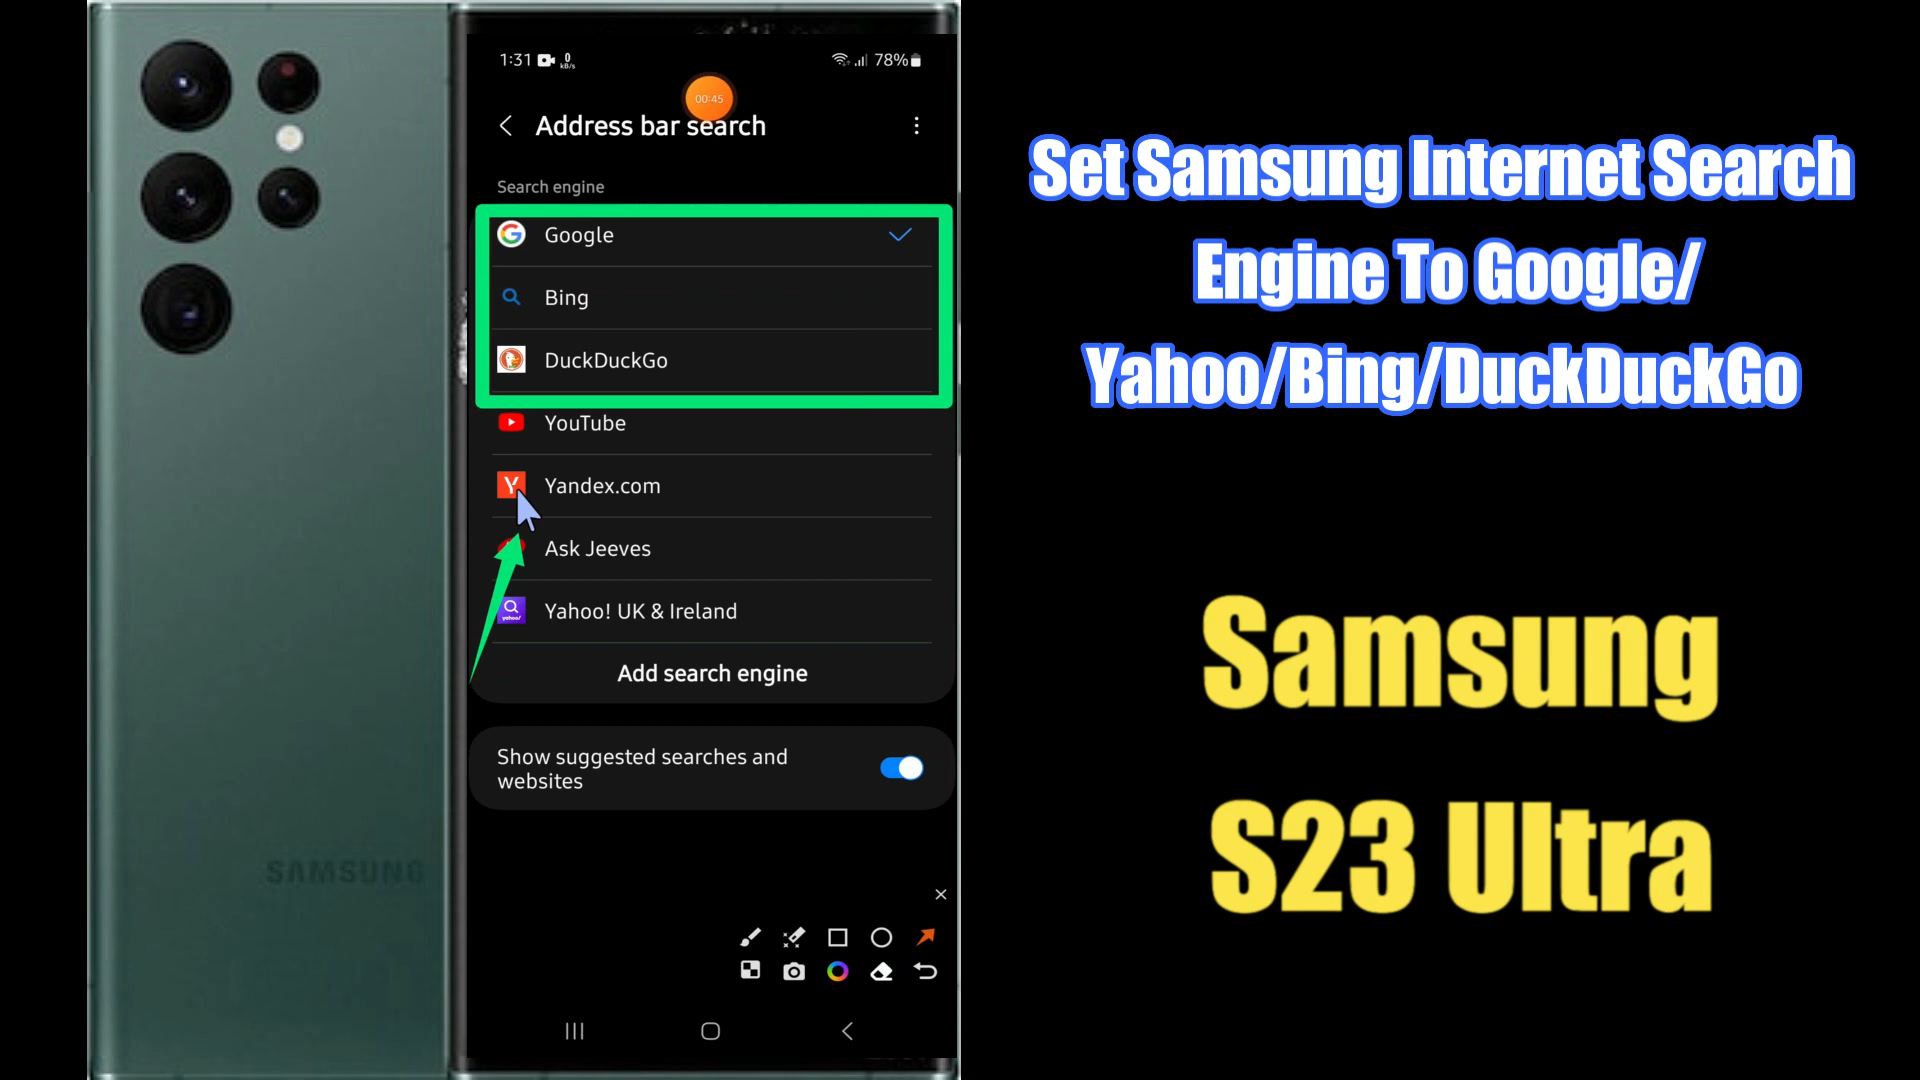 1:31
0
kB/s
78%
00:45
Address bar search
Search engine
Google
Bing
DuckDuckGo
YouTube
Yandex.com
Ask Jeeves
Yahoo! UK & Ireland
Add search engine
Show suggested searches and
websites
SAMSUNG
Set Samsung Internet Search
Engine To Google/
Yahoo/Bing/DuckDuckGo
Samsung
S23 Ultra